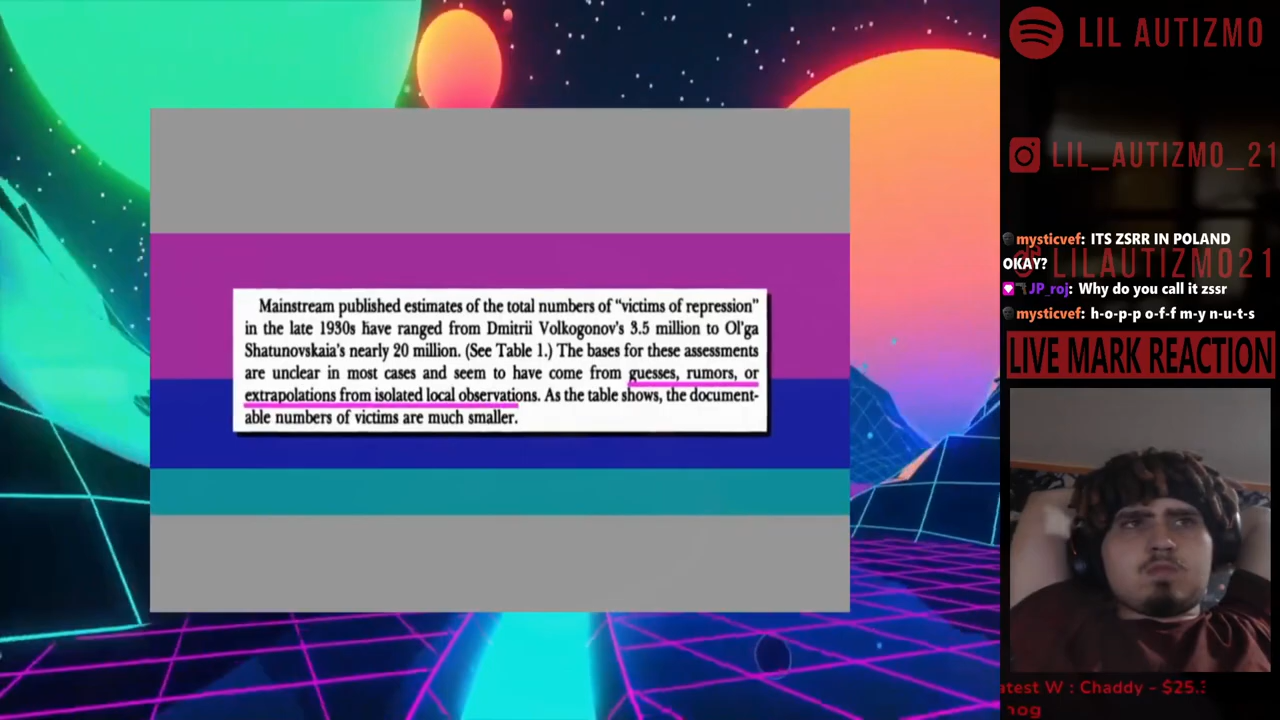 Mainstream published estimates of the total numbers of "victims of repression"
in the late 1930s have ranged from Dmitrii Volkogonov's 3.5 million to Ol'ga
Shatunovskaia's nearly 20 million. (See Table 1.) The bases for these assessments
are unclear in most cases and seem to have come from guesses, rumors, or
extrapolations from isolated local observations. As the table shows, the document-
able numbers of victims are much smaller.
LIL AUTIZMO
LIL_AUTIZMO_21
mysticvef: ITS ZSRR IN POLAND
OKAY?
LILAUTIZMO21
JP_roj: Why do you call it zssr
mysticvef: h-o-p-p o-f-f m-y n-u-t-s
LIVE MARK REACTION
atest W : Chaddy - $25.
hog